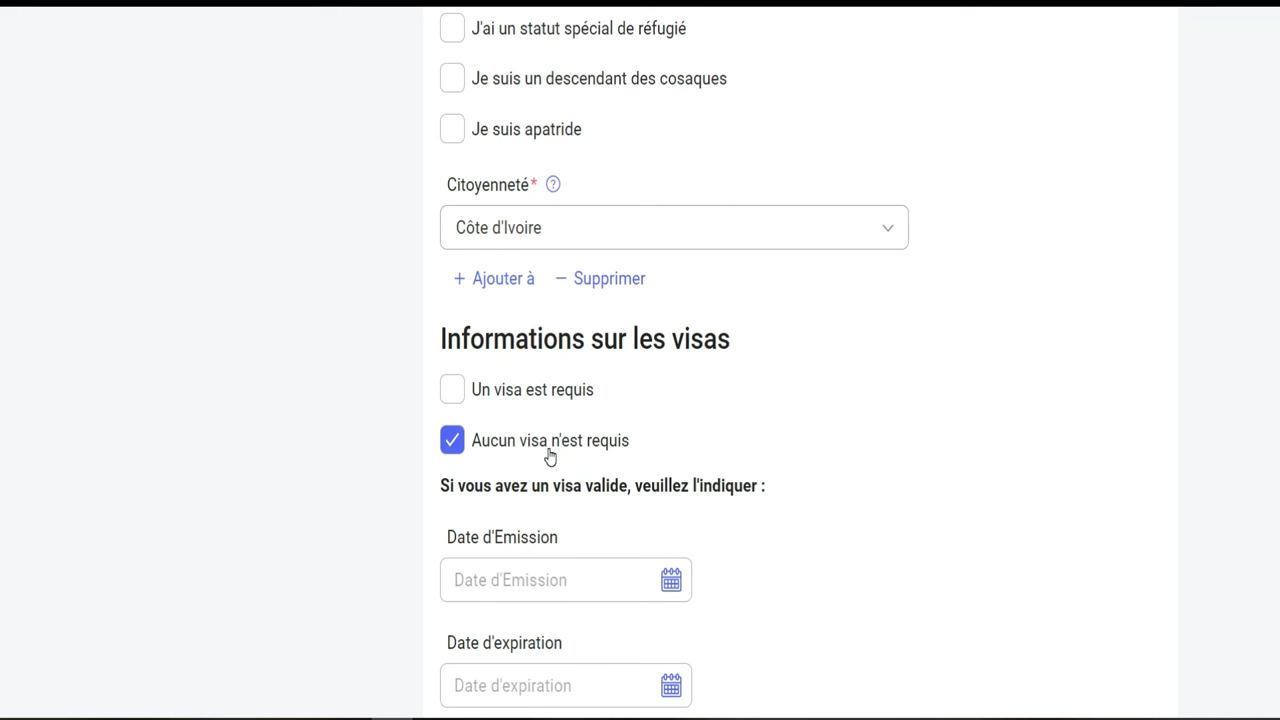 J'ai un statut spécial de réfugié
Je suis un descendant des cosaques
Je suis apatride
Citoyenneté* ?
Côte d'Ivoire
+ Ajouter à − Supprimer
Informations sur les visas
Un visa est requis
Aucun visa n'est requis
Si vous avez un visa valide, veuillez l'indiquer :
Date d'Emission
Date d'Emission
Date d'expiration
Date d'expiration